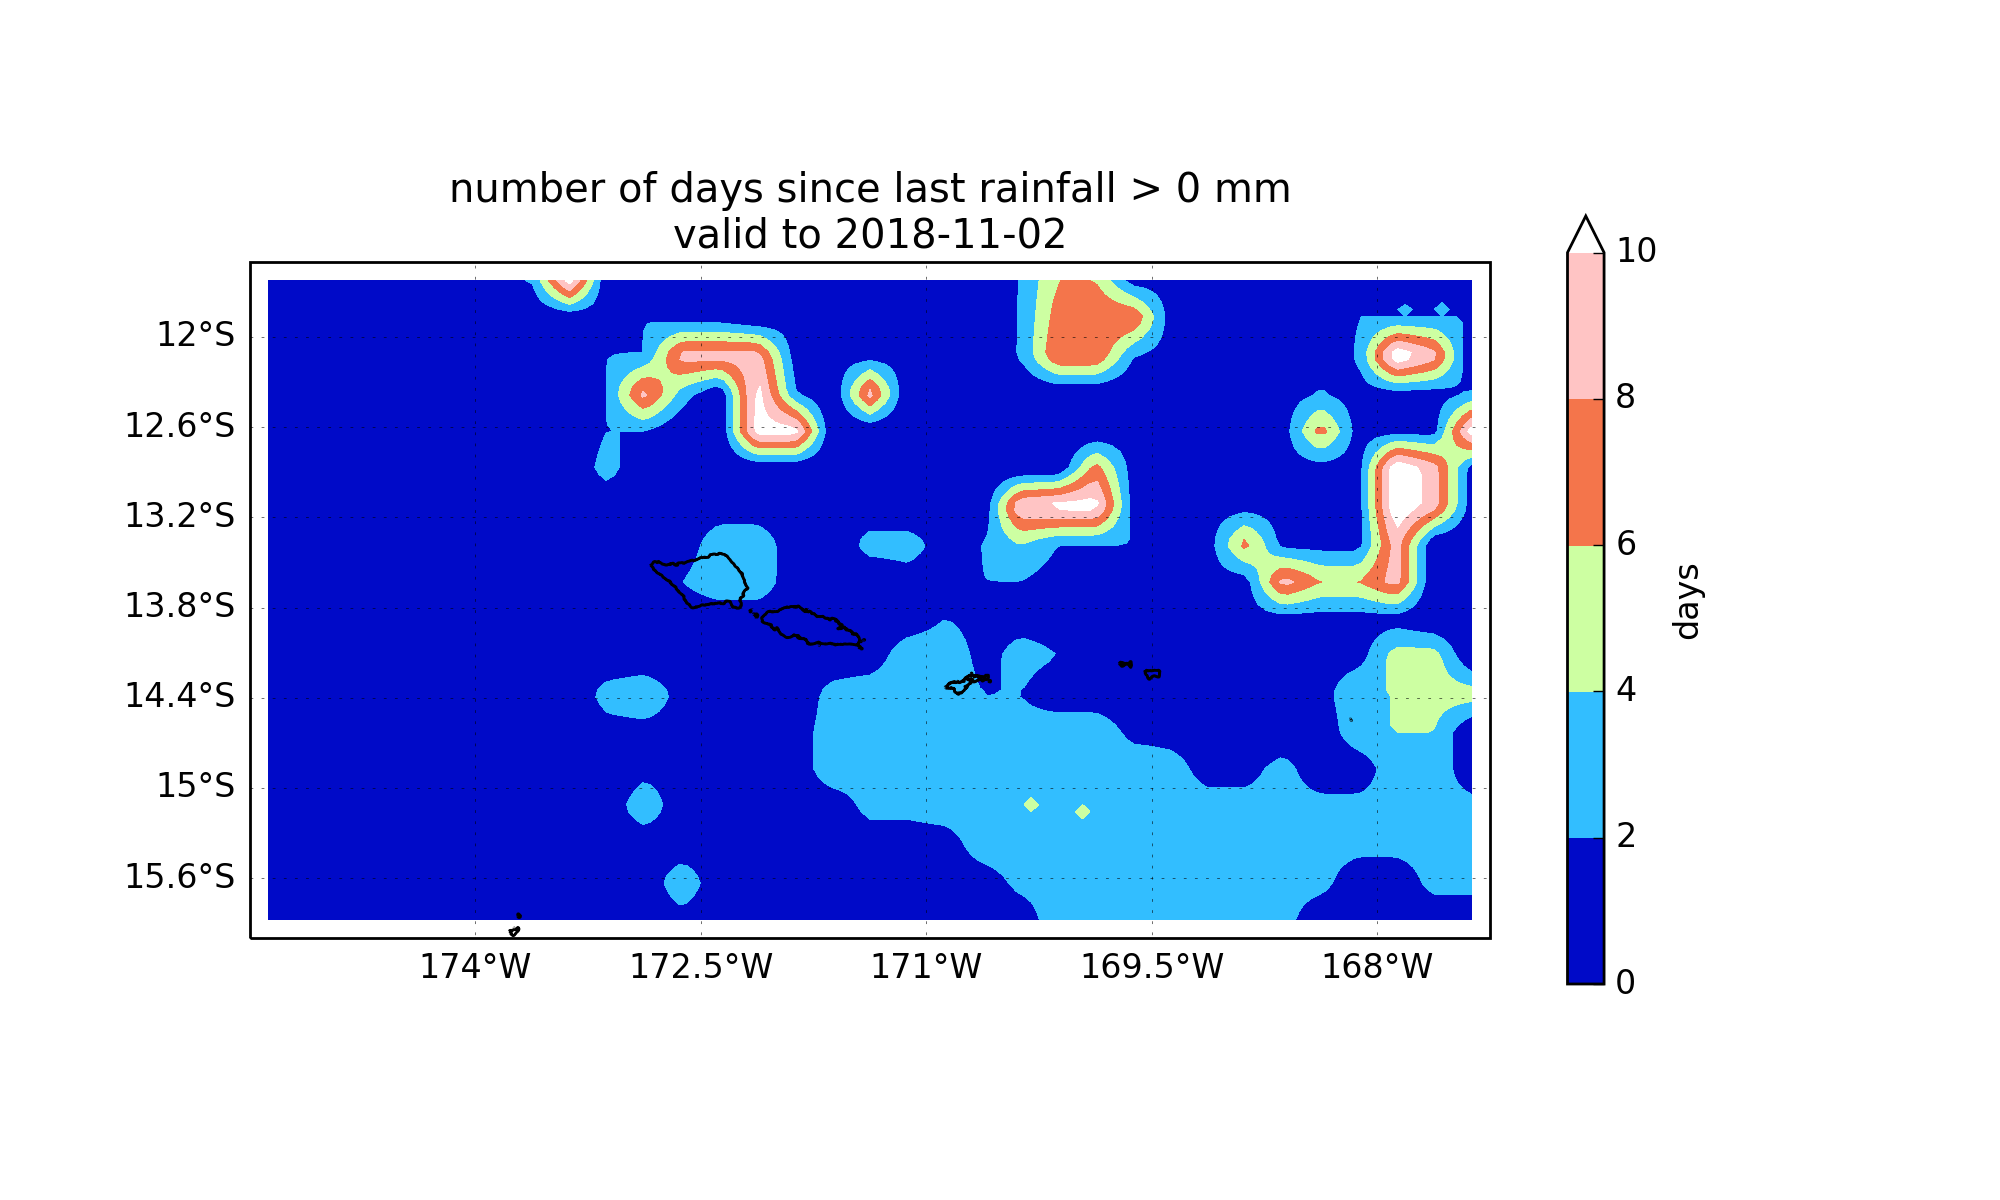 number of days since last rainfall > 0 mm
valid to 2018-11-02
12°S
12.6°S
13.2°S
13.8°S
14.4°S
15°S
15.6°S
174°W
172.5°W
171°W
169.5°W
168°W
10
8
6
4
2
0
days